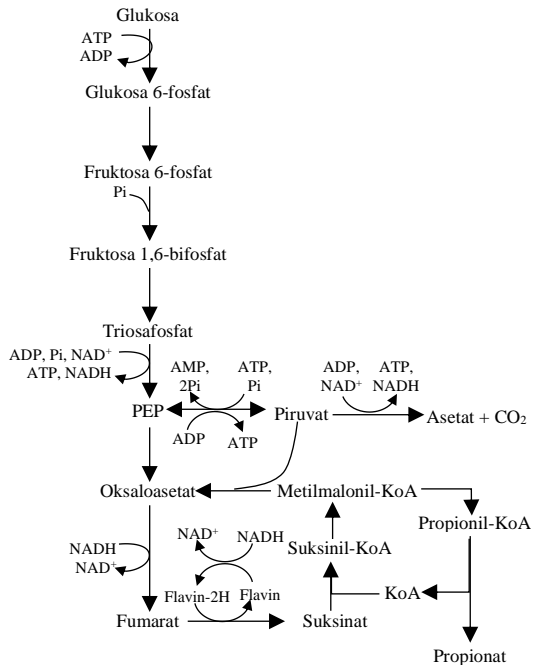 Glukosa
ATP
ADP
Glukosa 6-fosfat
Fruktosa 6-fosfat
Pi
Fruktosa 1,6-bifosfat
Triosafosfat
ADP, Pi, NAD⁺
ATP, NADH
AMP,
2Pi
ATP,
Pi
ADP,
NAD⁺
ATP,
NADH
PEP
Piruvat
Asetat + CO₂
ADP
ATP
Oksaloasetat
Metilmalonil-KoA
Propionil-KoA
NADH
NAD⁺
NAD⁺
NADH
Suksinil-KoA
Flavin-2H
Flavin
KoA
Fumarat
Suksinat
Propionat